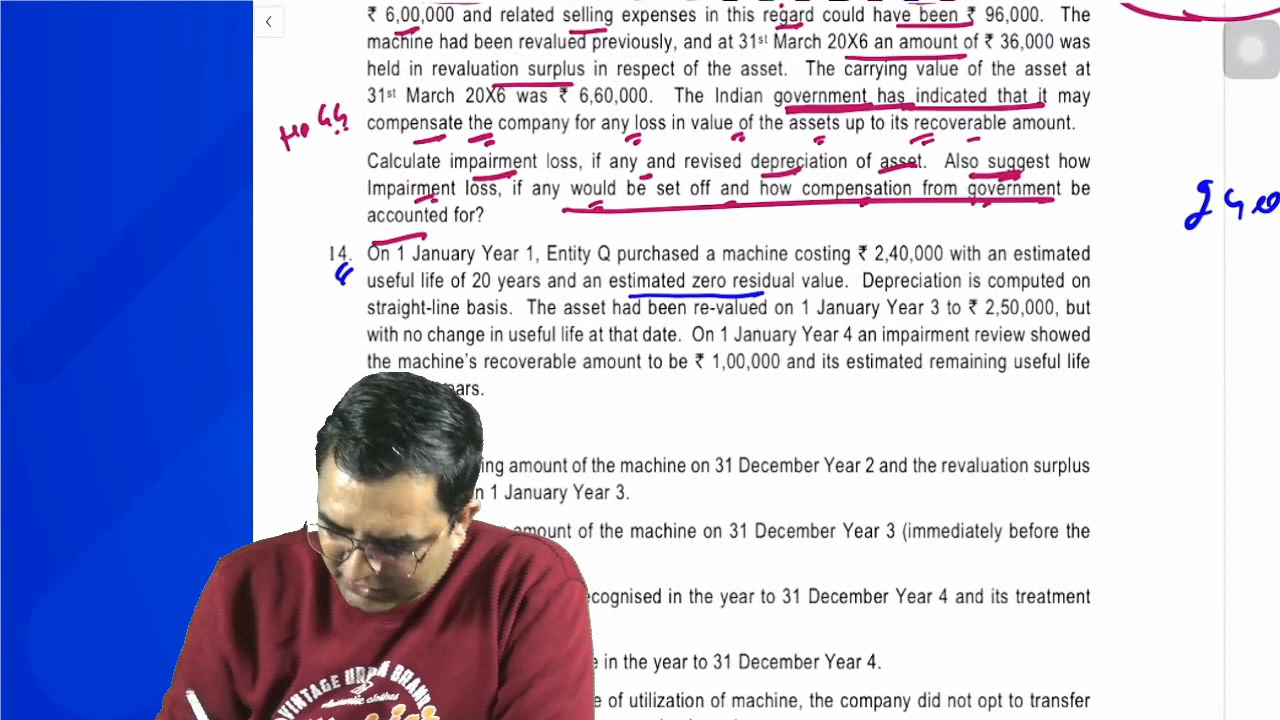 ₹ 6,00,000 and related selling expenses in this regard could have been ₹ 96,000. The
machine had been revalued previously, and at 31st March 20X6 an amount of ₹ 36,000 was
held in revaluation surplus in respect of the asset. The carrying value of the asset at
31st March 20X6 was ₹ 6,60,000. The Indian government has indicated that it may
compensate the company for any loss in value of the assets up to its recoverable amount.
Calculate impairment loss, if any and revised depreciation of asset. Also suggest how
Impairment loss, if any would be set off and how compensation from government be
accounted for?
14. On 1 January Year 1, Entity Q purchased a machine costing ₹ 2,40,000 with an estimated
useful life of 20 years and an estimated zero residual value. Depreciation is computed on
straight-line basis. The asset had been re-valued on 1 January Year 3 to ₹ 2,50,000, but
with no change in useful life at that date. On 1 January Year 4 an impairment review showed
the machine's recoverable amount to be ₹ 1,00,000 and its estimated remaining useful life
amount of the machine on 31 December Year 2 and the revaluation surplus
1 January Year 3.
amount of the machine on 31 December Year 3 (immediately before the
in the year to 31 December Year 4 and its treatment
in the year to 31 December Year 4.
of utilization of machine, the company did not opt to transfer
VINTAGE BRAND